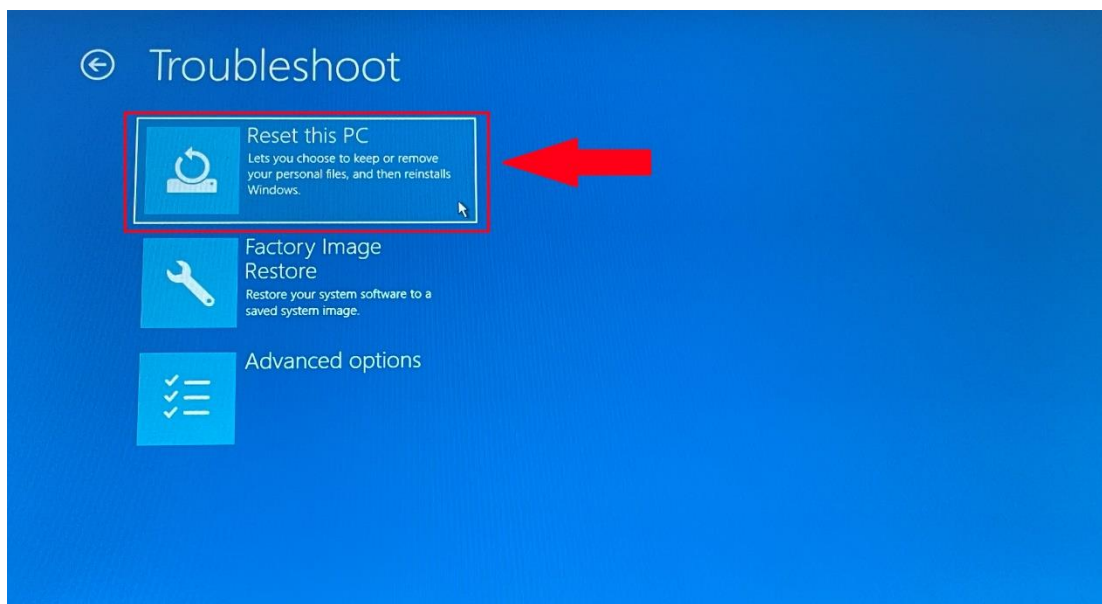 Troubleshoot
Reset this PC
Lets you choose to keep or remove
your personal files, and then reinstalls
Windows.
Factory Image
Restore
Restore your system software to a
saved system image.
Advanced options